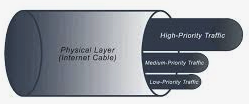 Physical Layer
(Internet Cable)
High-Priority Traffic
Medium-Priority Traffic
Low-Priority Traffic